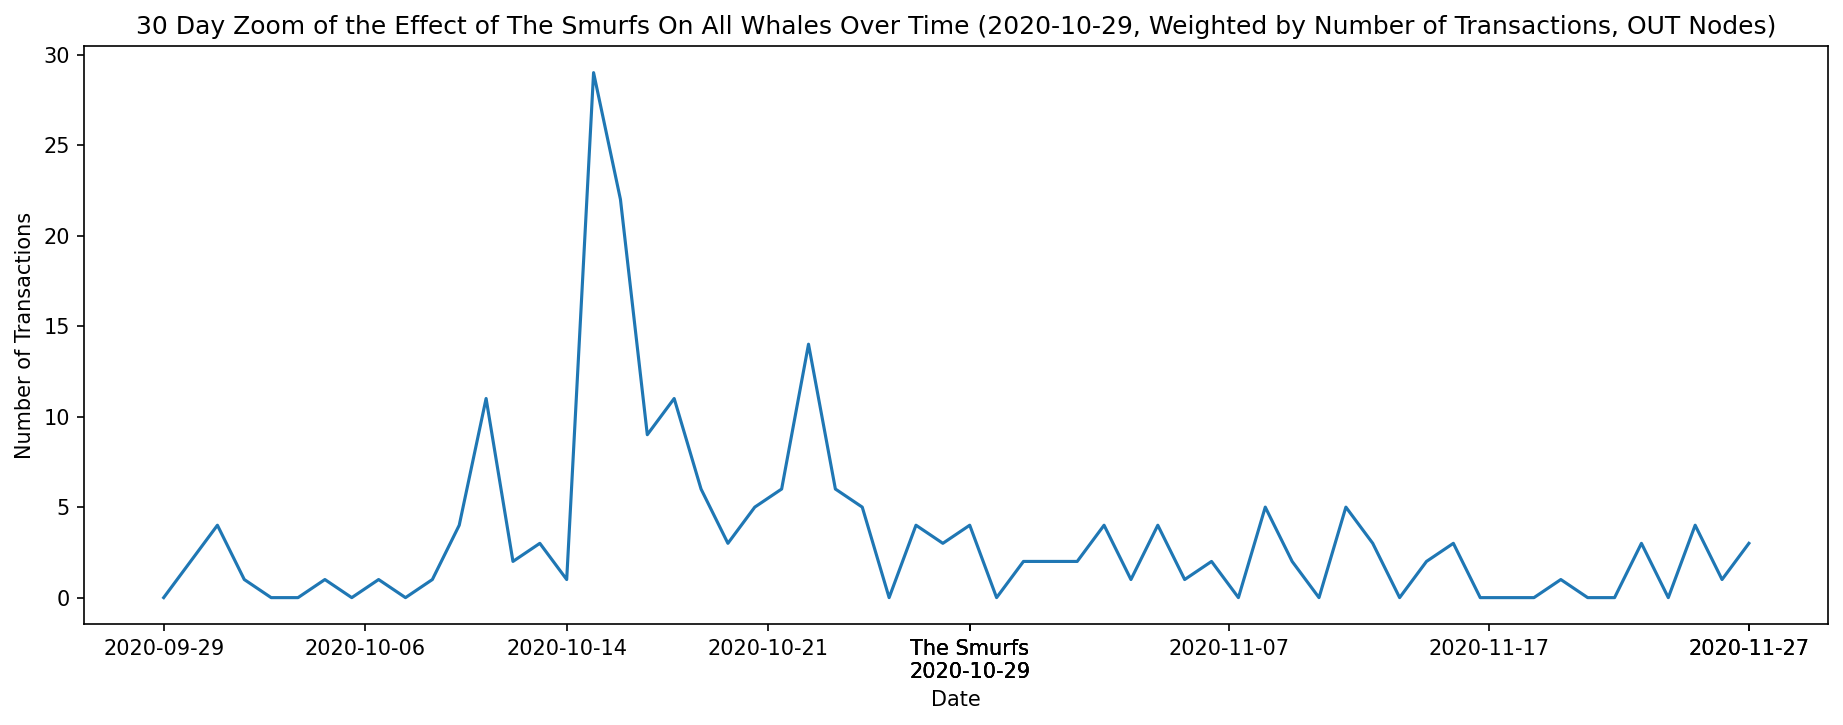 30 Day Zoom of the Effect of The Smurfs On All Whales Over Time (2020-10-29, Weighted by Number of Transactions, OUT Nodes)
30
25
20
15
10
5
0
Number of Transactions
2020-09-29 2020-10-06 2020-10-14 2020-10-21 The Smurfs 2020-11-07 2020-11-17 2020-11-27
2020-10-29
Date